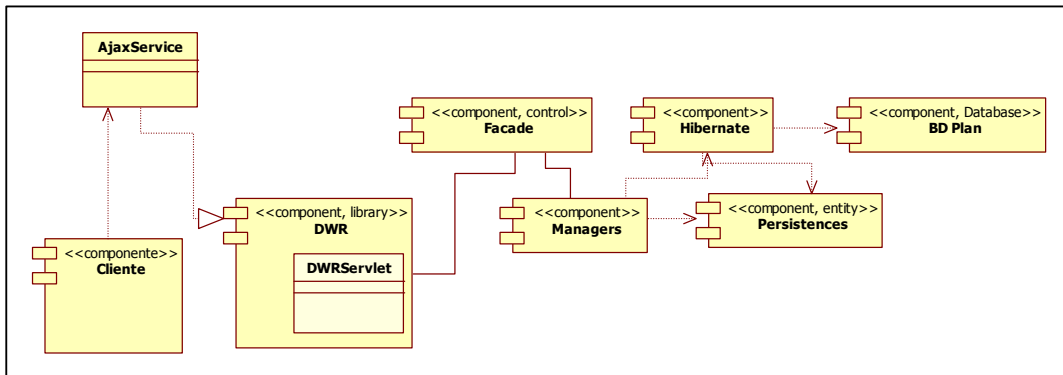 AjaxService
<<component, control>>
Facade
<<component>>
Hibernate
<<component, Database>>
BD Plan
<<component, library>>
DWR
<<component>>
Managers
<<component, entity>>
Persistences
<<componente>>
Cliente
DWRServlet